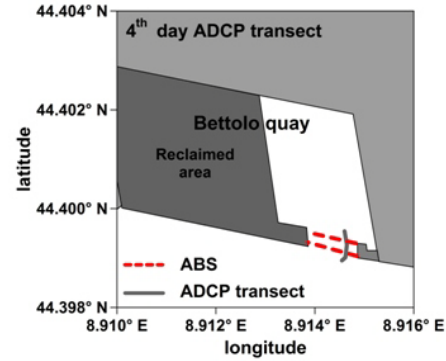 44.404° N
4th day ADCP transect
44.402° N
Bettolo quay
Reclaimed
area
latitude
44.400° N
ABS
ADCP transect
44.398° N
8.910° E 8.912° E 8.914° E 8.916° E
longitude